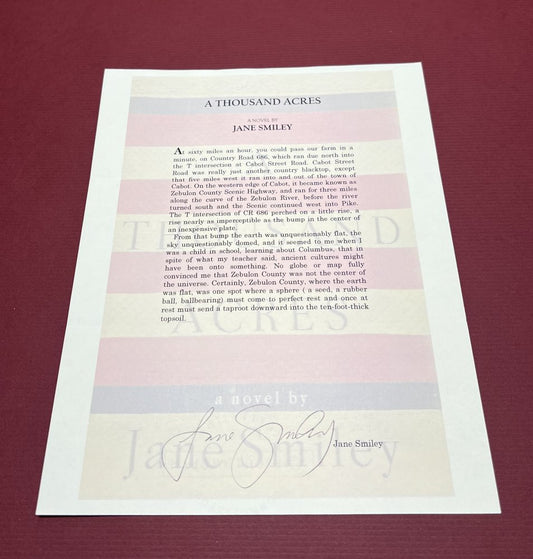 A THOUSAND ACRES
A NOVEL BY
JANE SMILEY
At sixty miles an hour, you could pass our farm in a
minute, on Country Road 686, which ran due north into
the T intersection at Cabot Street Road. Cabot Street
Road was really just another country blacktop, except
that five miles west it ran into and out of the town of
Cabot. On the western edge of Cabot, it became known as
Zebulon County Scenic Highway, and ran for three miles
along the curve of the Zebulon River, before the river
turned south and the Scenic continued west into Pike.
The T intersection of CR 686 perched on a little rise, a
rise nearly as imperceptible as the bump in the center of
an inexpensive plate.
From that bump the earth was unquestionably flat, the
sky unquestionably domed, and it seemed to me when I
was a child in school, learning about Columbus, that in
spite of what my teacher said, ancient cultures might
have been onto something. No globe or map fully
convinced me that Zebulon County was not the center of
the universe. Certainly, Zebulon County, where the earth
was flat, was one spot where a sphere ( a seed, a rubber
ball, ballbearing) must come to perfect rest and once at
rest must send a taproot downward into the ten-foot-thick
topsoil.
THOUSAND
ACRES
a novel by
Jane Smiley
Jane Smiley
Jane Smiley